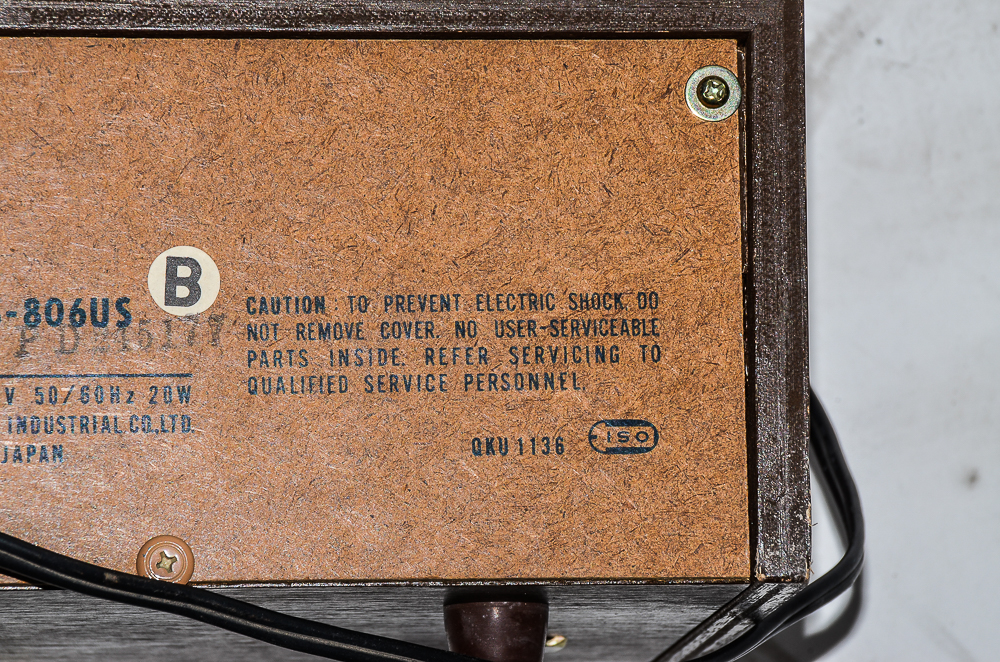 B
-806US
CAUTION : TO PREVENT ELECTRIC SHOCK, DO
NOT REMOVE COVER. NO USER-SERVICEABLE
PARTS INSIDE. REFER SERVICING TO
QUALIFIED SERVICE PERSONNEL.
V 50/60Hz 20W
INDUSTRIAL CO.,LTD.
JAPAN
QKU 1136
ISO